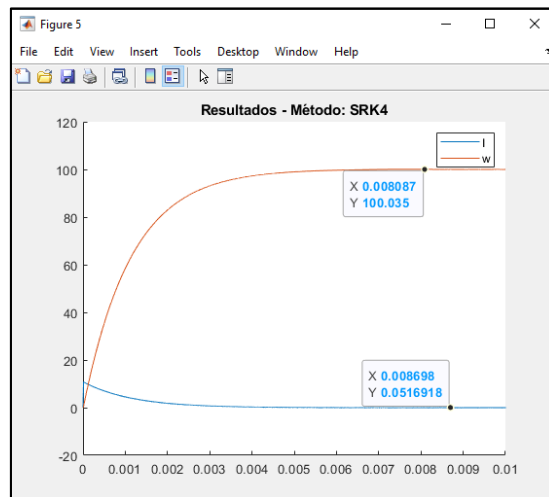 Figure 5
File Edit View Insert Tools Desktop Window Help
Resultados - Método: SRK4
120
100
80
60
40
20
0
-20
0 0.001 0.002 0.003 0.004 0.005 0.006 0.007 0.008 0.009 0.01
I
w
X 0.008087
Y 100.035
X 0.008698
Y 0.0516918